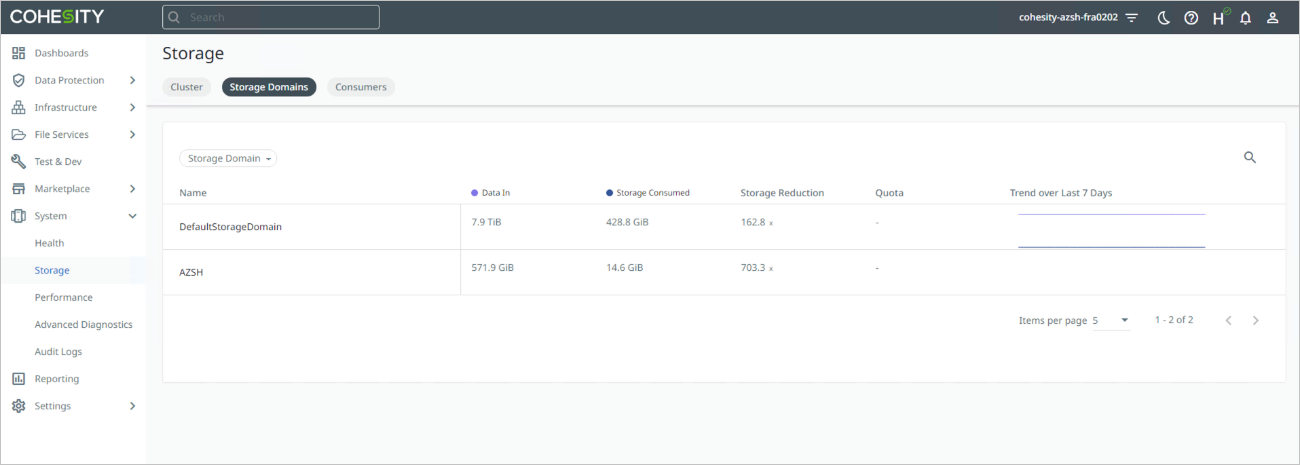 COHESITY
Search
cohesity-azsh-fra0202
H
Dashboards
Data Protection
Infrastructure
File Services
Test & Dev
Marketplace
System
Health
Storage
Performance
Advanced Diagnostics
Audit Logs
Reporting
Settings
Storage
Cluster Storage Domains Consumers
Storage Domain
Name Data In Storage Consumed Storage Reduction Quota Trend over Last 7 Days
DefaultStorageDomain 7.9 TiB 428.8 GiB 162.8 x -
AZSH 571.9 GiB 14.6 GiB 703.3 x -
Items per page 5 1 - 2 of 2